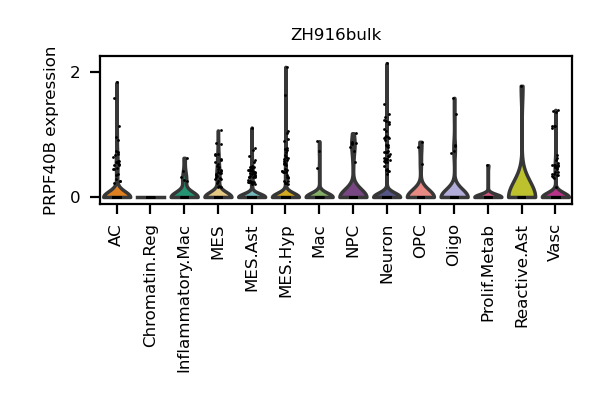 ZH916bulk
PRPF40B expression
2
0
AC
Chromatin.Reg
Inflammatory.Mac
MES
MES.Ast
MES.Hyp
Mac
NPC
Neuron
OPC
Oligo
Prolif.Metab
Reactive.Ast
Vasc